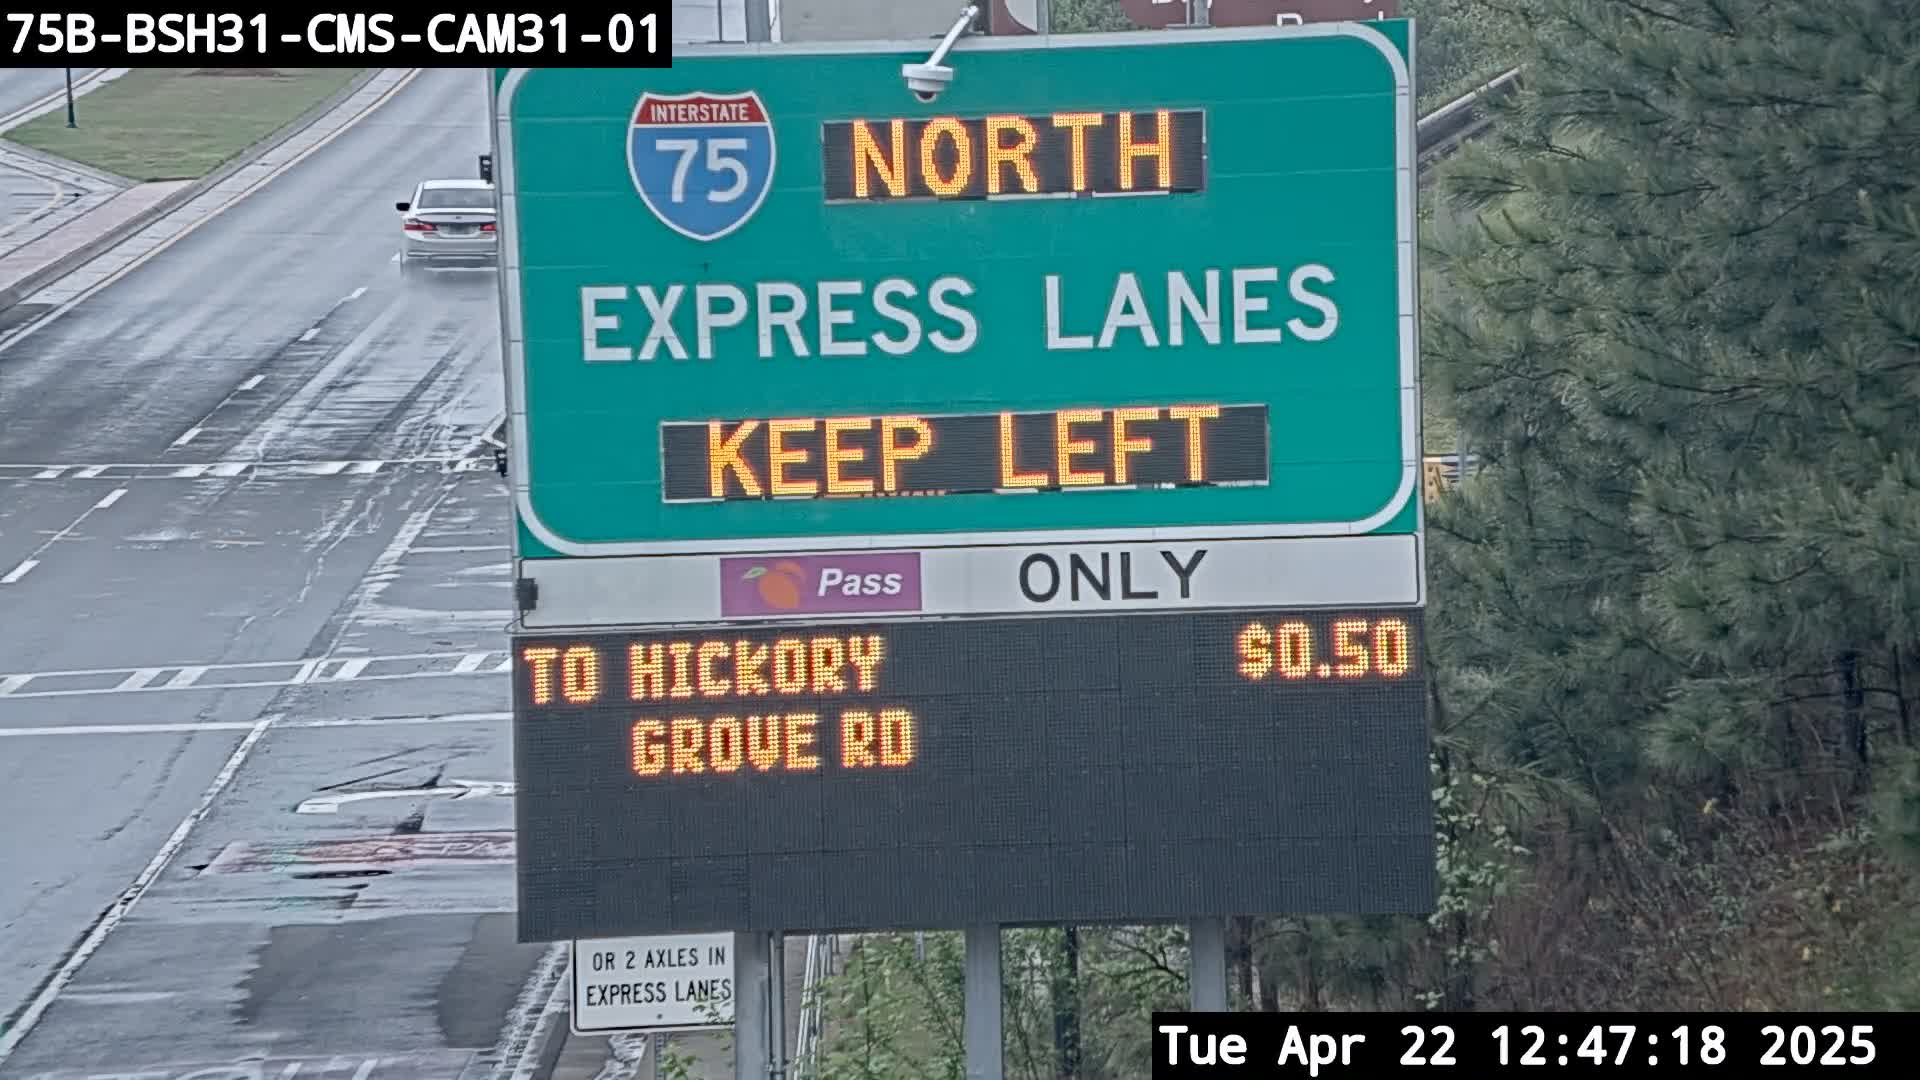 75B-BSH31-CMS-CAM31-01
INTERSTATE
75
NORTH
EXPRESS LANES
KEEP LEFT
Pass ONLY
TO HICKORY $0.50
GROVE RD
OR 2 AXLES IN
EXPRESS LANES
Tue Apr 22 12:47:18 2025